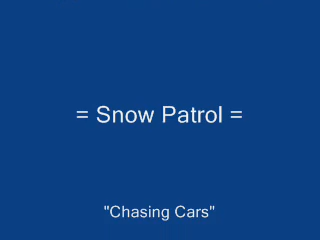 = Snow Patrol =
"Chasing Cars"